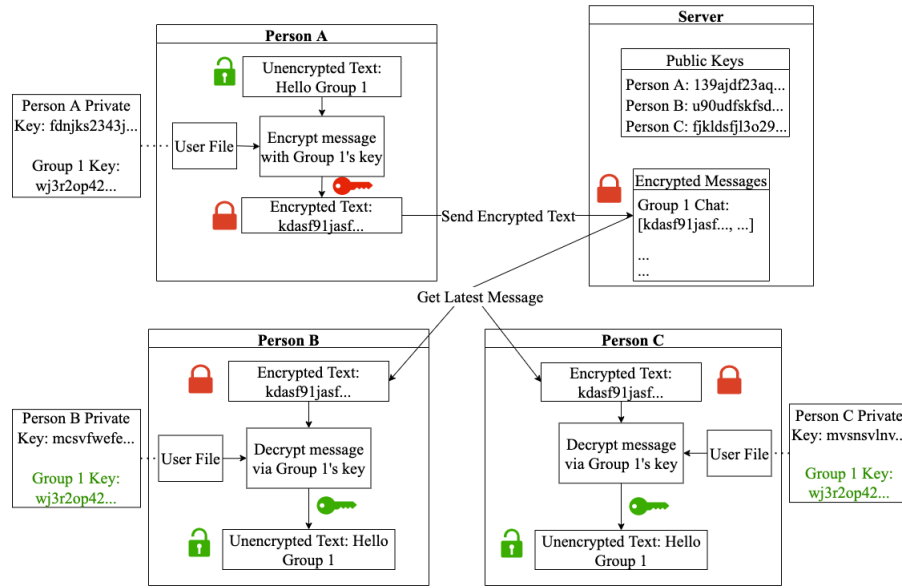 Person A
Unencrypted Text:
Hello Group 1
Person A Private
Key: fdnjks2343j...
Group 1 Key:
wj3r2op42...
User File
Encrypt message
with Group 1's key
Encrypted Text:
kdasf91jasf...
Send Encrypted Text
Server
Public Keys
Person A: 139ajdf23aq...
Person B: u90udfskfsd...
Person C: fjkldsfjl3o29...
Encrypted Messages
Group 1 Chat:
[kdasf91jasf..., ...]
...
...
Get Latest Message
Person B
Encrypted Text:
kdasf91jasf...
Person B Private
Key: mcsvfwefe...
Group 1 Key:
wj3r2op42...
User File
Decrypt message
via Group 1's key
Unencrypted Text: Hello
Group 1
Person C
Encrypted Text:
kdasf91jasf...
Decrypt message
via Group 1's key
User File
Person C Private
Key: mvsnsvlnv...
Group 1 Key:
wj3r2op42...
Unencrypted Text: Hello
Group 1